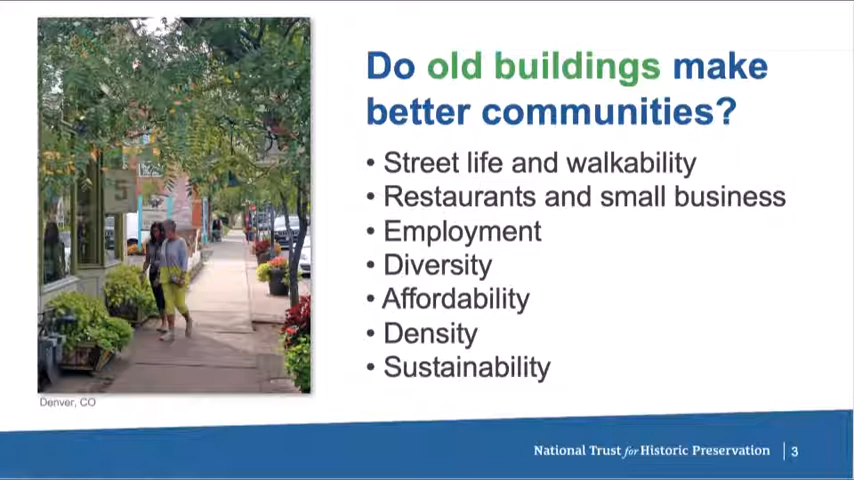 Do old buildings make
better communities?
• Street life and walkability
• Restaurants and small business
• Employment
• Diversity
• Affordability
• Density
• Sustainability
5
Denver, CO
National Trust for Historic Preservation | 3